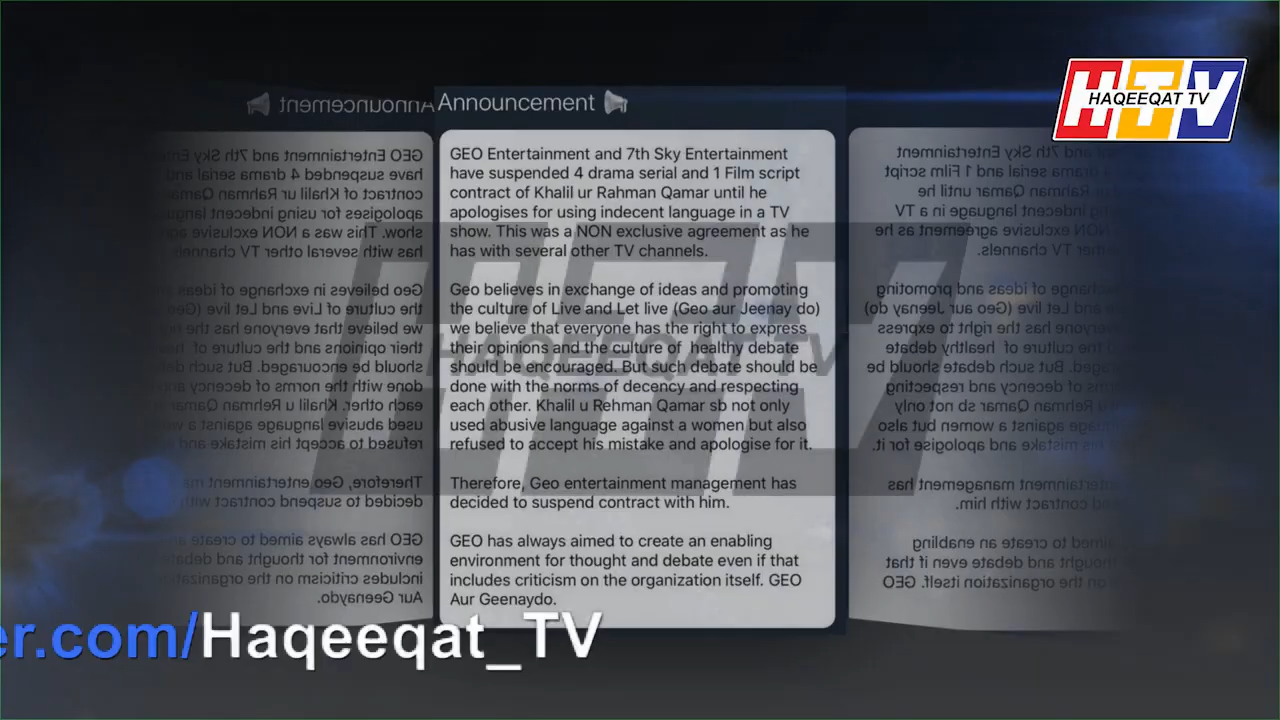 Announcement
HTV
HAQEEQAT TV
GEO Entertainment and 7th Sky Entertainment
have suspended 4 drama serial and 1 Film script
contract of Khalil ur Rahman Qamar until he
apologises for using indecent language in a TV
show. This was a NON exclusive agreement as he
has with several other TV channels.
Geo believes in exchange of ideas and promoting
the culture of Live and Let live (Geo aur Jeenay do)
we believe that everyone has the right to express
their opinions and the culture of healthy debate
should be encouraged. But such debate should be
done with the norms of decency and respecting
each other. Khalil u Rehman Qamar sb not only
used abusive language against a women but also
refused to accept his mistake and apologise for it.
Therefore, Geo entertainment management has
decided to suspend contract with him.
GEO has always aimed to create an enabling
environment for thought and debate even if that
includes criticism on the organization itself. GEO
Aur Geenaydo.
HTV
HAQEEQAT TV
er.com/Haqeeqat_TV